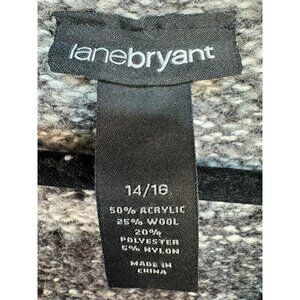 lanebryant
14/16
50% ACRYLIC
25% WOOL
20%
POLYESTER
5% NYLON
MADE IN
CHINA